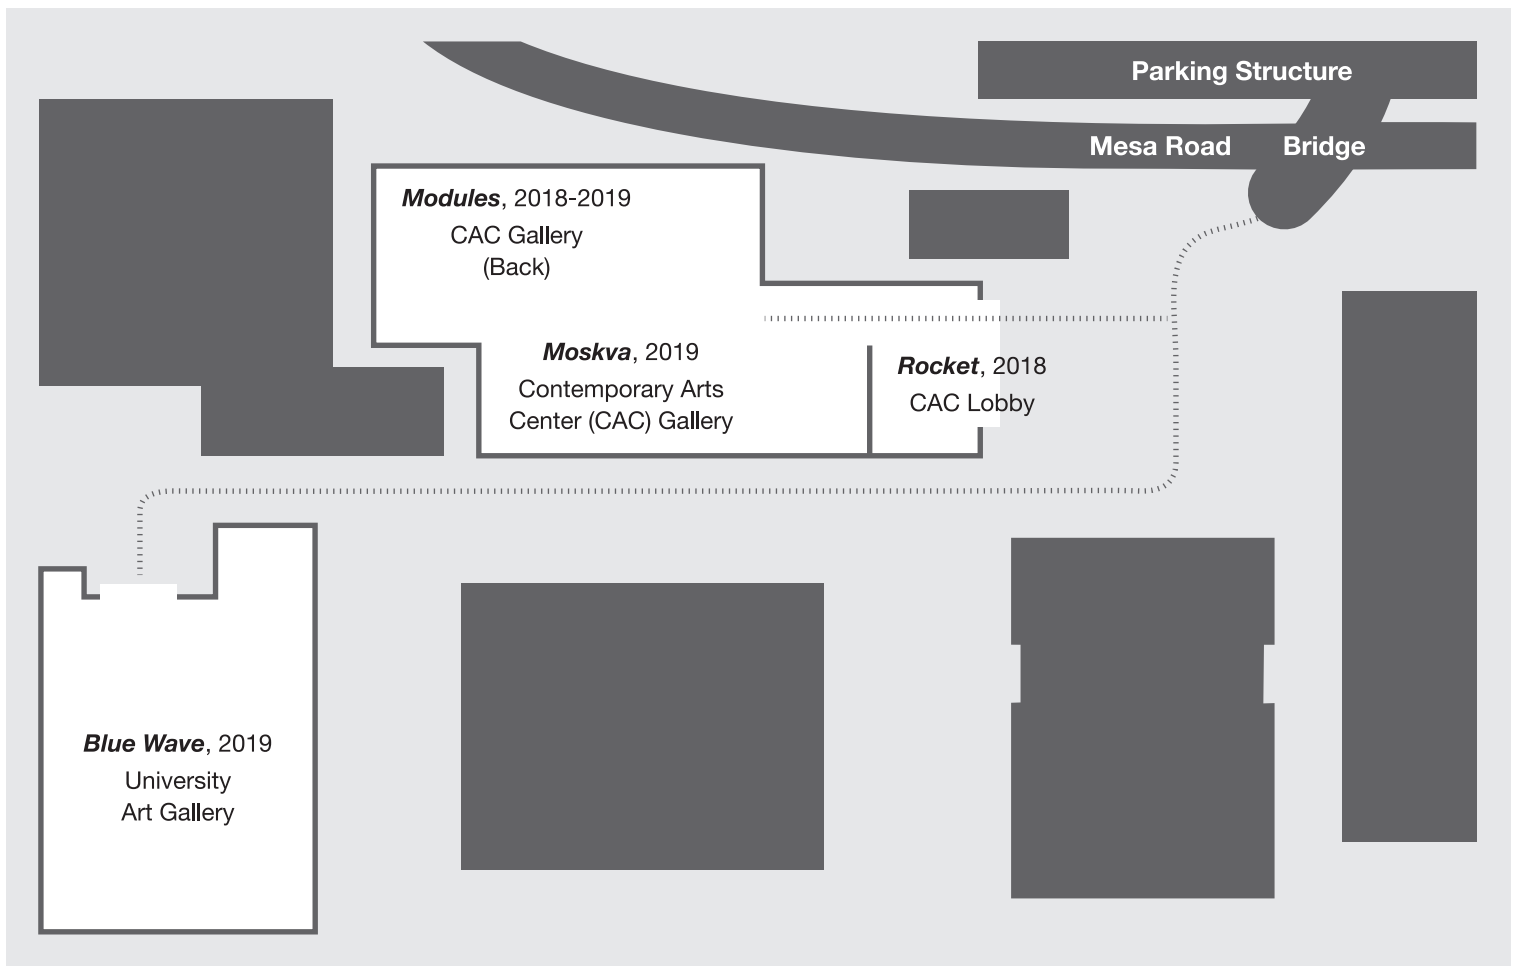 Parking Structure
Mesa Road
Bridge
Modules, 2018-2019
CAC Gallery
(Back)
Moskva, 2019
Contemporary Arts
Center (CAC) Gallery
Rocket, 2018
CAC Lobby
Blue Wave, 2019
University
Art Gallery